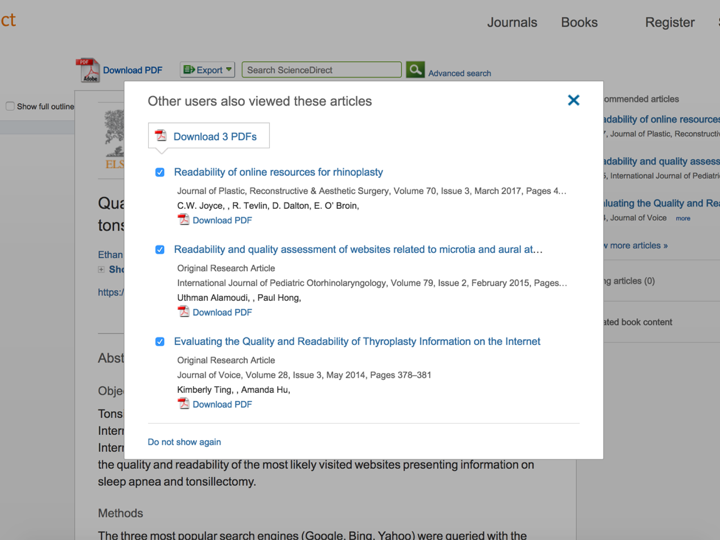 ct
Journals Books Register
Download PDF
Export
Search ScienceDirect
Advanced search
Show full outline
Other users also viewed these articles
Download 3 PDFs
Readability of online resources for rhinoplasty
Journal of Plastic, Reconstructive & Aesthetic Surgery, Volume 70, Issue 3, March 2017, Pages 4…
C.W. Joyce, , R. Tevlin, D. Dalton, E. O’ Broin,
Download PDF
Readability and quality assessment of websites related to microtia and aural at…
Original Research Article
International Journal of Pediatric Otorhinolaryngology, Volume 79, Issue 2, February 2015, Pages…
Uthman Alamoudi, , Paul Hong,
Download PDF
Evaluating the Quality and Readability of Thyroplasty Information on the Internet
Original Research Article
Journal of Voice, Volume 28, Issue 3, May 2014, Pages 378–381
Kimberly Ting, , Amanda Hu,
Download PDF
Do not show again
ELS
Qua
tons
Ethan
Sho
https:/
Abst
Obje
Tons
Intern
Intern
the quality and readability of the most likely visited websites presenting information on
sleep apnea and tonsillectomy.
Methods
The three most popular search engines (Google, Bing, Yahoo) were queried with the
ommended articles
adability of online resources
, Journal of Plastic, Reconstructiv
adability and quality assess
5, International Journal of Pediatri
aluating the Quality and Rea
4, Journal of Voice more
w more articles »
ng articles (0)
ated book content